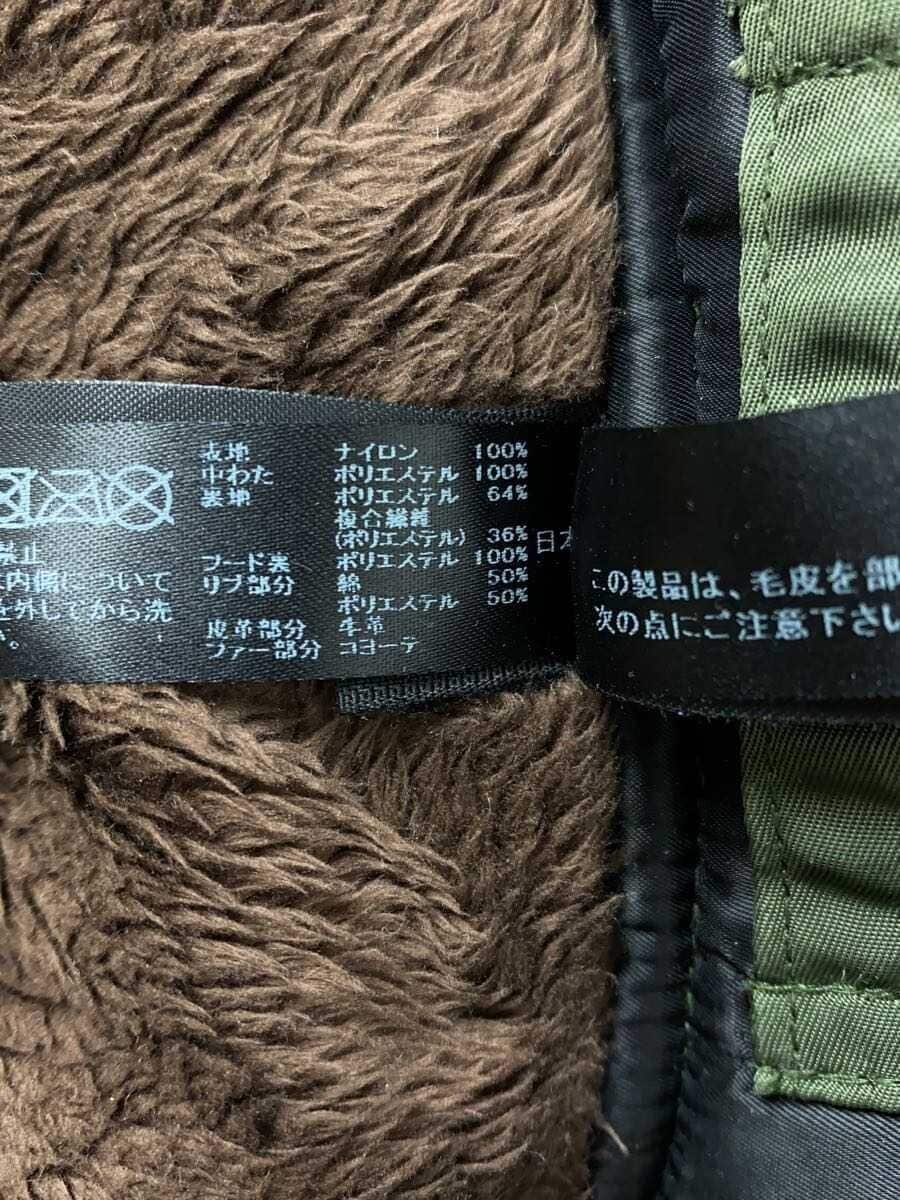 表地 ナイロン 100%
中わた ポリエステル 100%
裏地 ポリエステル 64%
複合繊維
(ポリエステル) 36%
フード裏 ポリエステル 100%
リブ部分 綿 50%
ポリエステル 50%
皮革部分 牛革
ファー部分 コヨーテ
禁止
内側について
を外してから洗
。
日本
この製品は、毛皮を部
次の点にご注意下さい